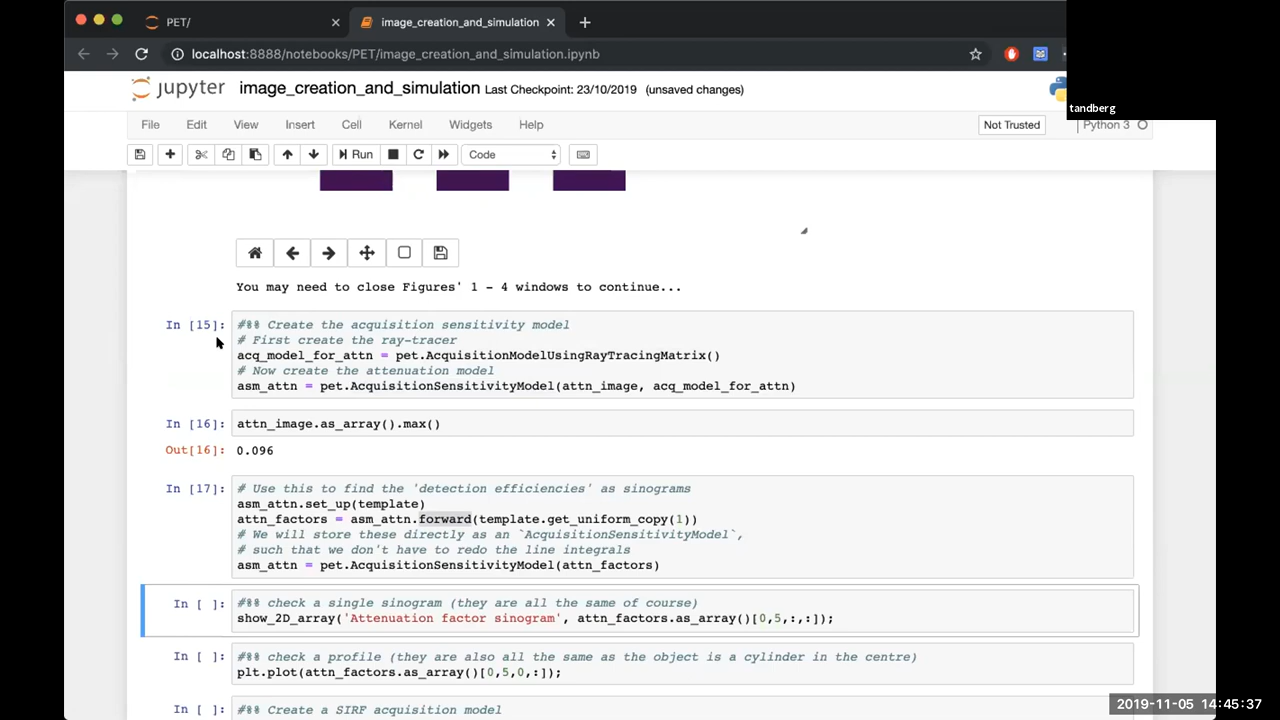 PET/
image_creation_and_simulation
localhost:8888/notebooks/PET/image_creation_and_simulation.ipynb
tandberg
jupyter image_creation_and_simulation Last Checkpoint: 23/10/2019 (unsaved changes)
File Edit View Insert Cell Kernel Widgets Help Not Trusted Python 3
Run Code
You may need to close Figures' 1 - 4 windows to continue...
In [15]: #%% Create the acquisition sensitivity model
# First create the ray-tracer
acq_model_for_attn = pet.AcquisitionModelUsingRayTracingMatrix()
# Now create the attenuation model
asm_attn = pet.AcquisitionSensitivityModel(attn_image, acq_model_for_attn)
In [16]: attn_image.as_array().max()
Out[16]: 0.096
In [17]: # Use this to find the 'detection efficiencies' as sinograms
asm_attn.set_up(template)
attn_factors = asm_attn.forward(template.get_uniform_copy(1))
# We will store these directly as an `AcquisitionSensitivityModel`,
# such that we don't have to redo the line integrals
asm_attn = pet.AcquisitionSensitivityModel(attn_factors)
In [ ]: #%% check a single sinogram (they are all the same of course)
show_2D_array('Attenuation factor sinogram', attn_factors.as_array()[0,5,:,:]);
In [ ]: #%% check a profile (they are also all the same as the object is a cylinder in the centre)
plt.plot(attn_factors.as_array()[0,5,0,:]);
In [ ]: #%% Create a SIRF acquisition model
2019-11-05 14:45:37